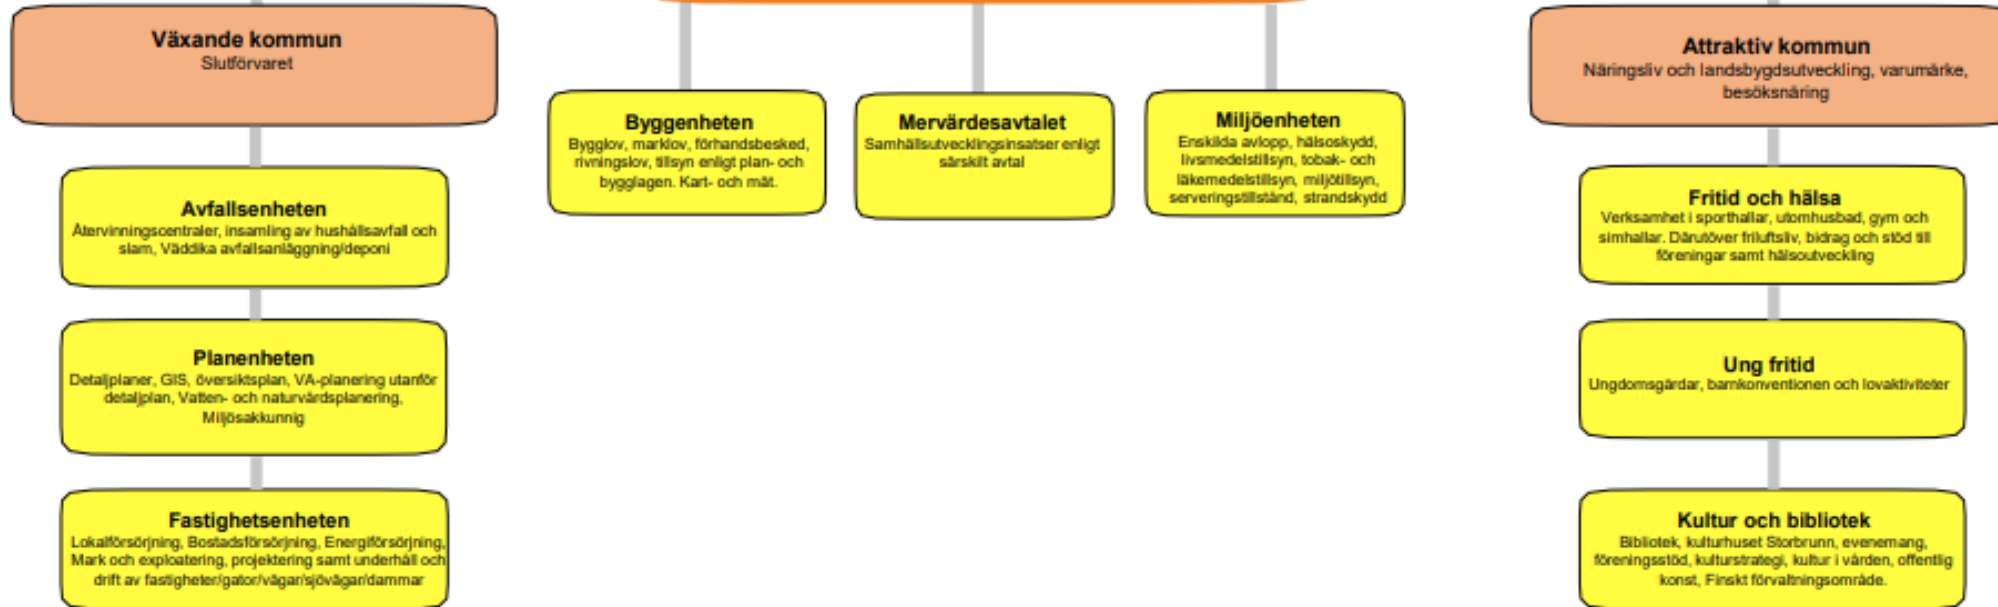 Växande kommun
Slutförvaret
Avfallsenheten
Återvinningscentraler, insamling av hushållsavfall och
slam, Väddika avfallsanläggning/deponi
Planenheten
Detaljplaner, GIS, översiktsplan, VA-planering utanför
detaljplan, Vatten- och naturvårdsplanering,
Miljösakkunnig
Fastighetsenheten
Lokalförsörjning, Bostadsförsörjning, Energiförsörjning,
Mark och exploatering, projektering samt underhåll och
drift av fastigheter/gator/vägar/sjövägar/dammar
Byggenheten
Bygglov, marklov, förhandsbesked,
rivningslov, tillsyn enligt plan- och
bygglagen. Kart- och mät.
Mervärdesavtalet
Samhällsutvecklingsinsatser enligt
särskilt avtal
Miljöenheten
Enskilda avlopp, hälsoskydd,
livsmedelstillsyn, tobak- och
läkemedelstillsyn, miljötillsyn,
serveringstillstånd, strandskydd
Attraktiv kommun
Näringsliv och landsbygdsutveckling, varumärke,
besöksnäring
Fritid och hälsa
Verksamhet i sporthallar, utomhusbad, gym och
simhallar. Därutöver friluftsliv, bidrag och stöd till
föreningar samt hälsoutveckling
Ung fritid
Ungdomsgårdar, barnkonventionen och lovaktiviteter
Kultur och bibliotek
Bibliotek, kulturhuset Storbrunn, evenemang,
föreningsstöd, kulturstrategi, kultur i vården, offentlig
konst, Finskt förvaltningsområde.